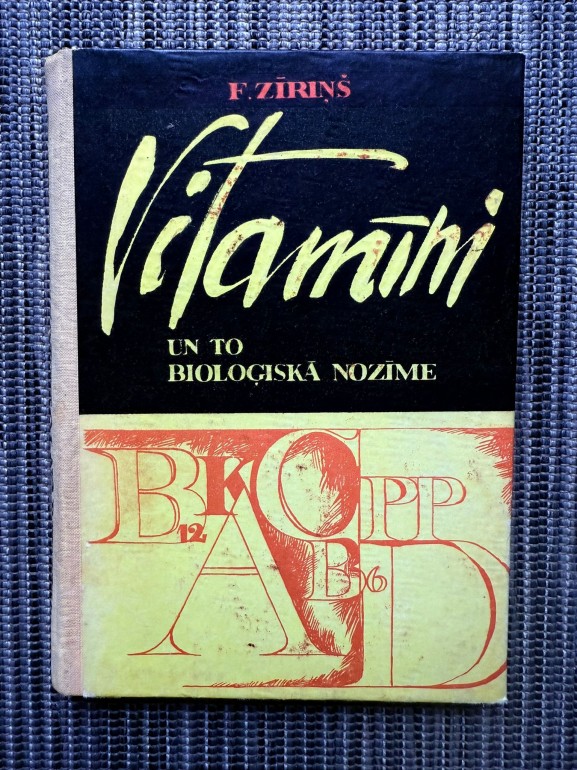 F. ZĪRIŅŠ
Vitamīni
UN TO
BIOLOĢISKĀ NOZĪME
B12 K C PP
A B6 D